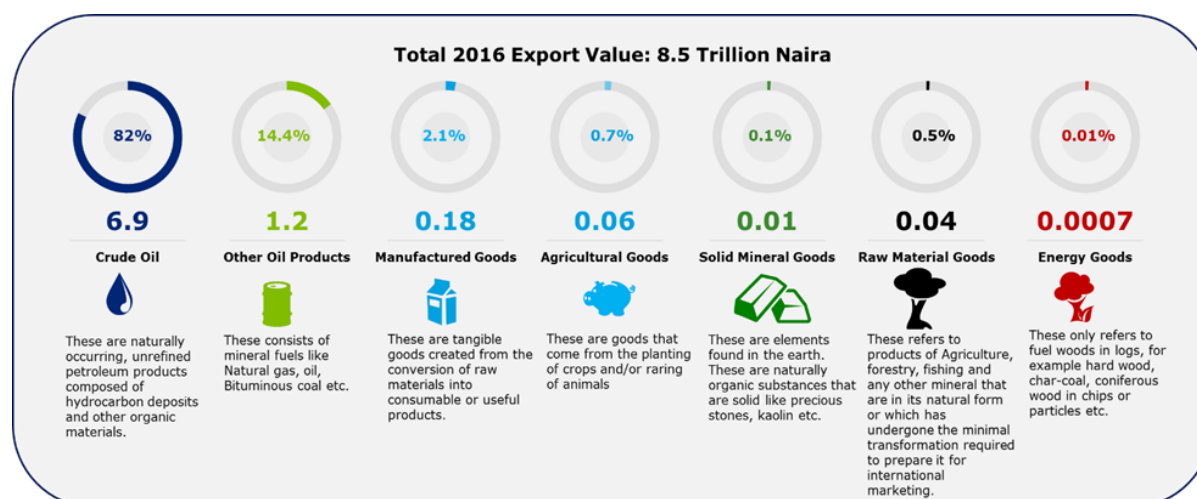 Total 2016 Export Value: 8.5 Trillion Naira
82%
14.4%
2.1%
0.7%
0.1%
0.5%
0.01%
6.9
1.2
0.18
0.06
0.01
0.04
0.0007
Crude Oil
Other Oil Products
Manufactured Goods
Agricultural Goods
Solid Mineral Goods
Raw Material Goods
Energy Goods
These are naturally
occurring, unrefined
petroleum products
composed of
hydrocarbon deposits
and other organic
materials.
These consists of
mineral fuels like
Natural gas, oil,
Bituminous coal etc.
These are tangible
goods created from the
conversion of raw
materials into
consumable or useful
products.
These are goods that
come from the planting
of crops and/or raring
of animals
These are elements
found in the earth.
These are naturally
organic substances that
are solid like precious
stones, kaolin etc.
These refers to
products of Agriculture,
forestry, fishing and
any other mineral that
are in its natural form
or which has
undergone the minimal
transformation required
to prepare it for
international
marketing.
These only refers to
fuel woods in logs, for
example hard wood,
char-coal, coniferous
wood in chips or
particles etc.